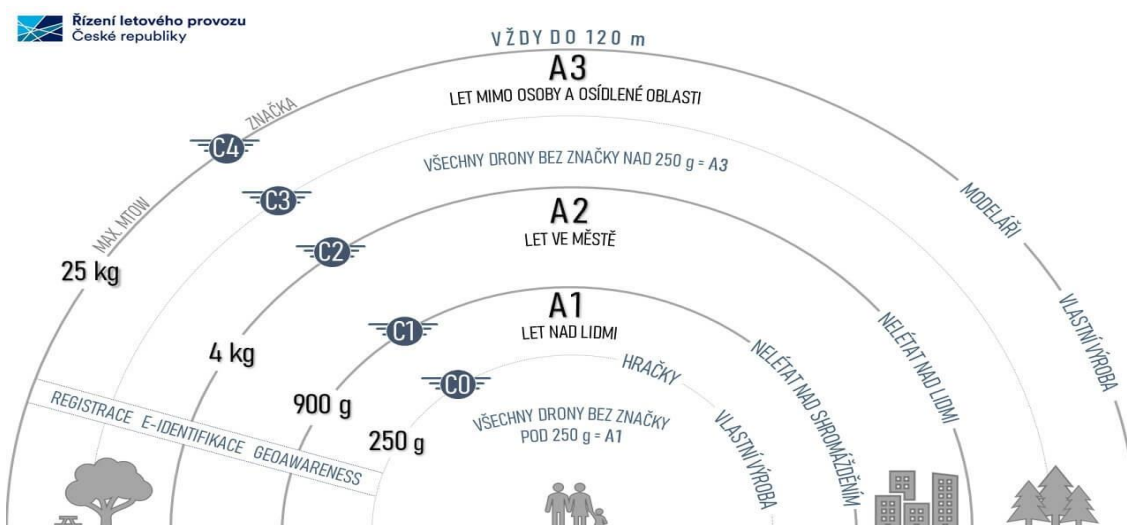 Řízení letového provozu
České republiky
VŽDY DO 120 m
A3
LET MIMO OSOBY A OSÍDLENÉ OBLASTI
ZNAČKA
C4
VŠECHNY DRONY BEZ ZNAČKY NAD 250 g = A3
C3
MAX. MTOW
MODELÁŘI
A2
LET VE MĚSTĚ
C2
25 kg
A1
LET NAD LIDMI
C1
VLASTNÍ VÝROBA
NELÉTAT NAD LIDMI
4 kg
HRAČKY
NELÉTAT NAD SHROMÁŽDĚNÍM
C0
900 g
VŠECHNY DRONY BEZ ZNAČKY
POD 250 g = A1
250 g
VLASTNÍ VÝROBA
REGISTRACE E-IDENTIFIKACE GEOAWARENESS